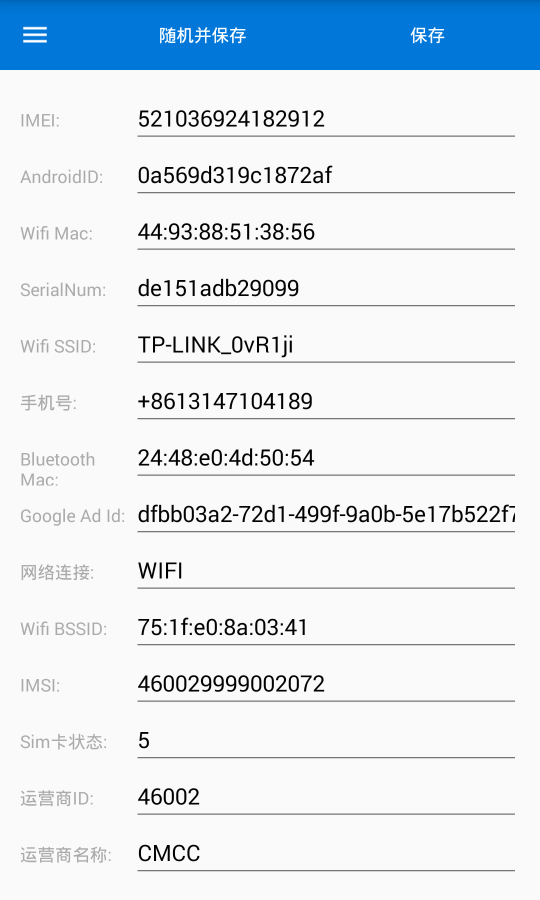 随机并保存 保存
IMEI: 521036924182912
AndroidID: 0a569d319c1872af
Wifi Mac: 44:93:88:51:38:56
SerialNum: de151adb29099
Wifi SSID: TP-LINK_0vR1ji
手机号: +8613147104189
Bluetooth Mac: 24:48:e0:4d:50:54
Google Ad Id: dfbb03a2-72d1-499f-9a0b-5e17b522f7
网络连接: WIFI
Wifi BSSID: 75:1f:e0:8a:03:41
IMSI: 460029999002072
Sim卡状态: 5
运营商ID: 46002
运营商名称: CMCC